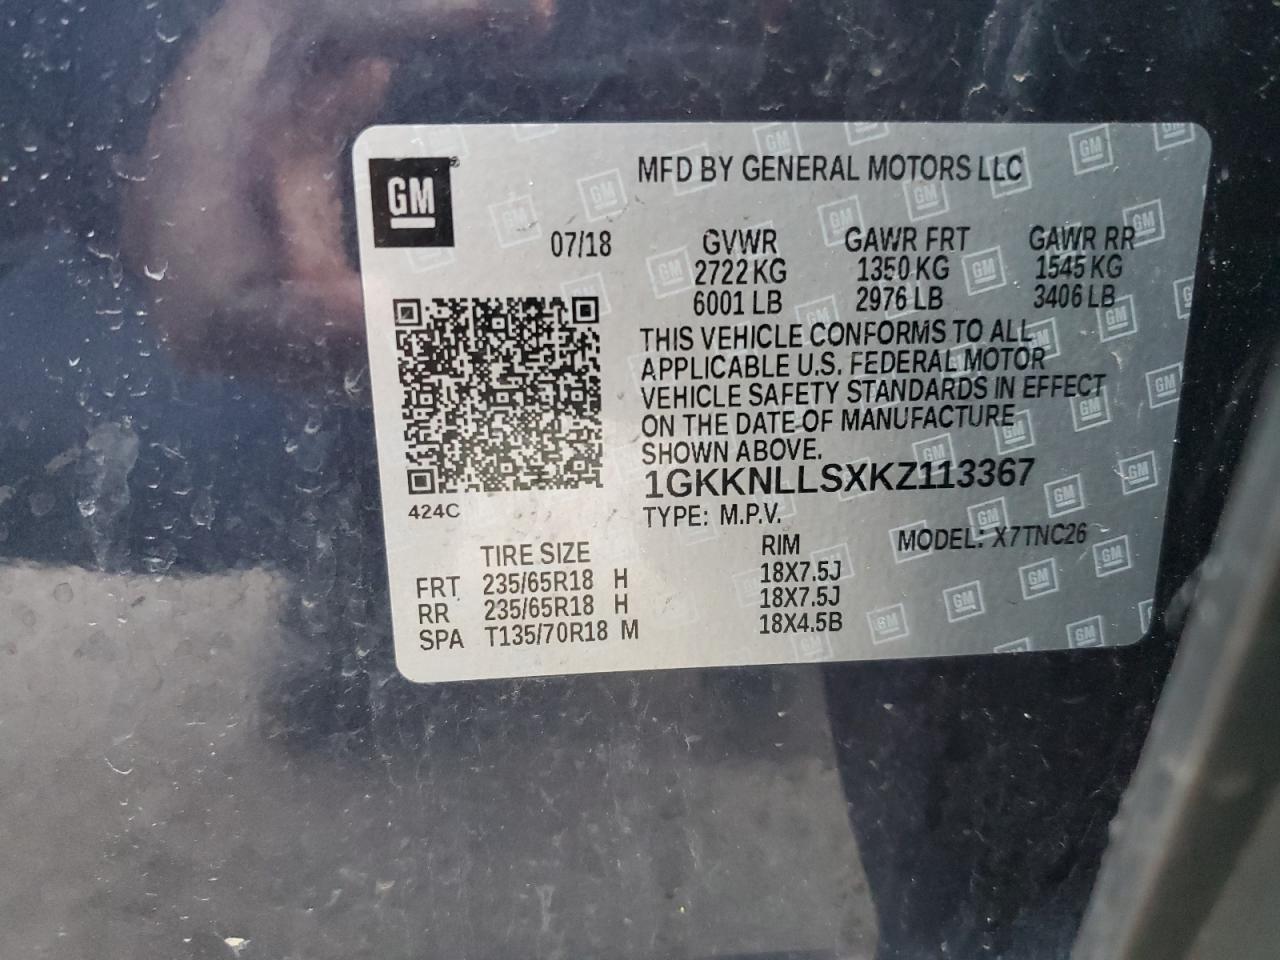 GM®
MFD BY GENERAL MOTORS LLC
07/18
GVWR GAWR FRT GAWR RR
2722 KG 1350 KG 1545 KG
6001 LB 2976 LB 3406 LB
THIS VEHICLE CONFORMS TO ALL
APPLICABLE U.S. FEDERAL MOTOR
VEHICLE SAFETY STANDARDS IN EFFECT
ON THE DATE OF MANUFACTURE
SHOWN ABOVE.
1GKKNLLSXKZ113367
424C
TYPE: M.P.V. MODEL: X7TNC26
TIRE SIZE RIM
FRT 235/65R18 H 18X7.5J
RR 235/65R18 H 18X7.5J
SPA T135/70R18 M 18X4.5B